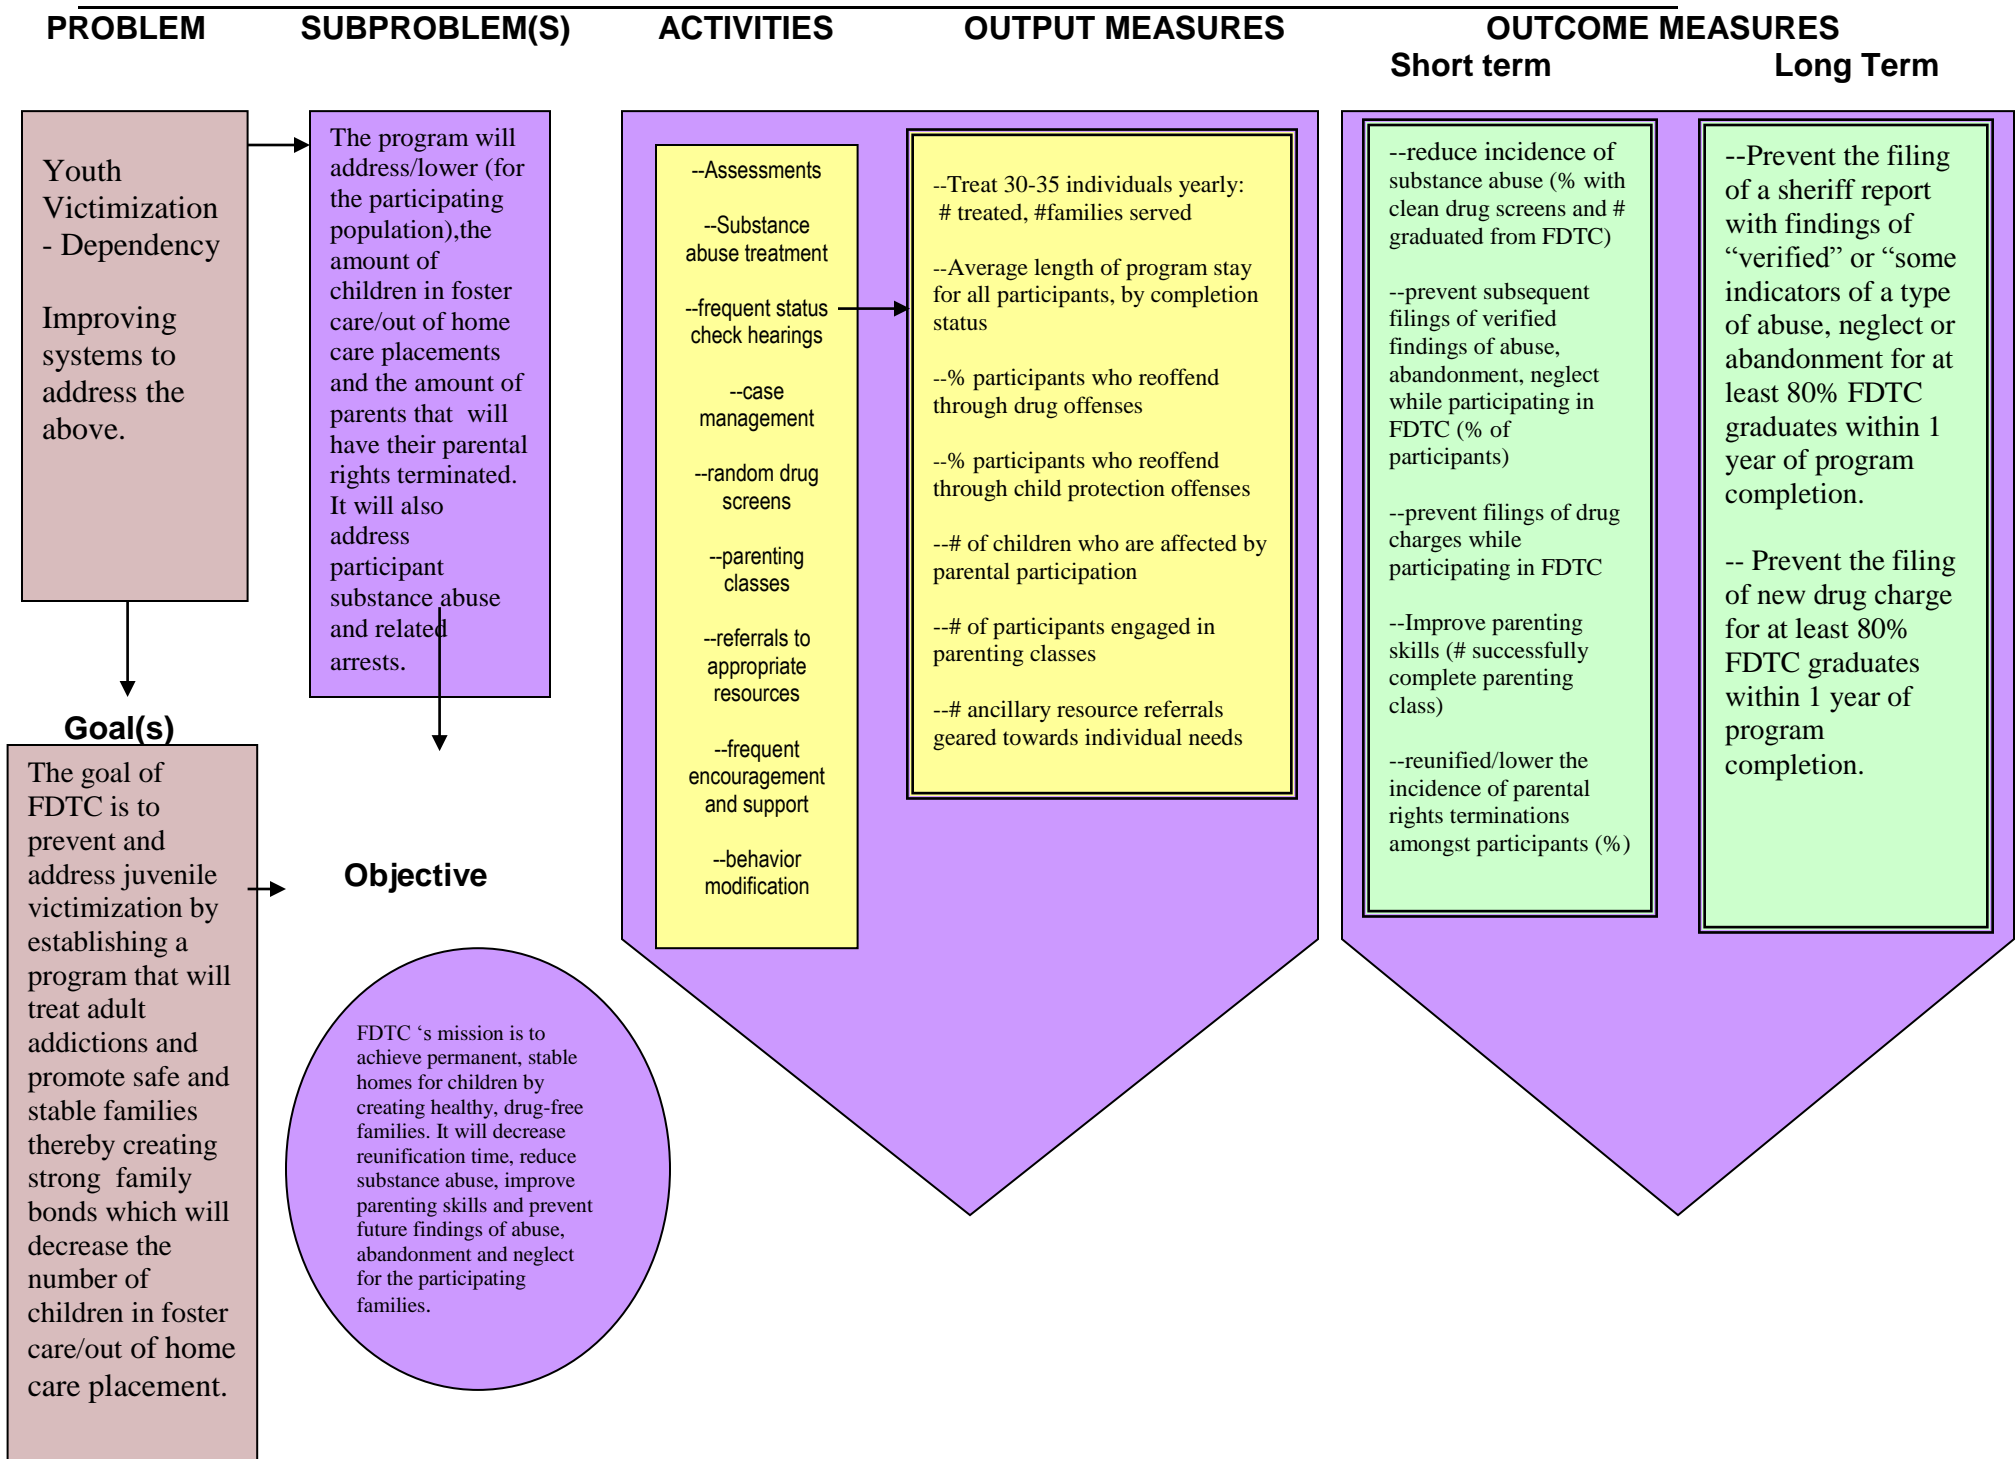 PROBLEM SUBPROBLEM(S) ACTIVITIES OUTPUT MEASURES OUTCOME MEASURES
Short term Long Term
Youth
Victimization
- Dependency
Improving
systems to
address the
above.
Goal(s)
The goal of
FDTC is to
prevent and
address juvenile
victimization by
establishing a
program that will
treat adult
addictions and
promote safe and
stable families
thereby creating
strong family
bonds which will
decrease the
number of
children in foster
care/out of home
care placement.
The program will
address/lower (for
the participating
population),the
amount of
children in foster
care/out of home
care placements
and the amount of
parents that will
have their parental
rights terminated.
It will also
address
participant
substance abuse
and related
arrests.
Objective
FDTC ‘s mission is to
achieve permanent, stable
homes for children by
creating healthy, drug-free
families. It will decrease
reunification time, reduce
substance abuse, improve
parenting skills and prevent
future findings of abuse,
abandonment and neglect
for the participating
families.
--Assessments
--Substance
abuse treatment
--frequent status
check hearings
--case
management
--random drug
screens
--parenting
classes
--referrals to
appropriate
resources
--frequent
encouragement
and support
--behavior
modification
--Treat 30-35 individuals yearly:
# treated, #families served
--Average length of program stay
for all participants, by completion
status
--% participants who reoffend
through drug offenses
--% participants who reoffend
through child protection offenses
--# of children who are affected by
parental participation
--# of participants engaged in
parenting classes
--# ancillary resource referrals
geared towards individual needs
--reduce incidence of
substance abuse (% with
clean drug screens and #
graduated from FDTC)
--prevent subsequent
filings of verified
findings of abuse,
abandonment, neglect
while participating in
FDTC (% of
participants)
--prevent filings of drug
charges while
participating in FDTC
--Improve parenting
skills (# successfully
complete parenting
class)
--reunified/lower the
incidence of parental
rights terminations
amongst participants (%)
--Prevent the filing
of a sheriff report
with findings of
“verified” or “some
indicators of a type
of abuse, neglect or
abandonment for at
least 80% FDTC
graduates within 1
year of program
completion.
-- Prevent the filing
of new drug charge
for at least 80%
FDTC graduates
within 1 year of
program
completion.